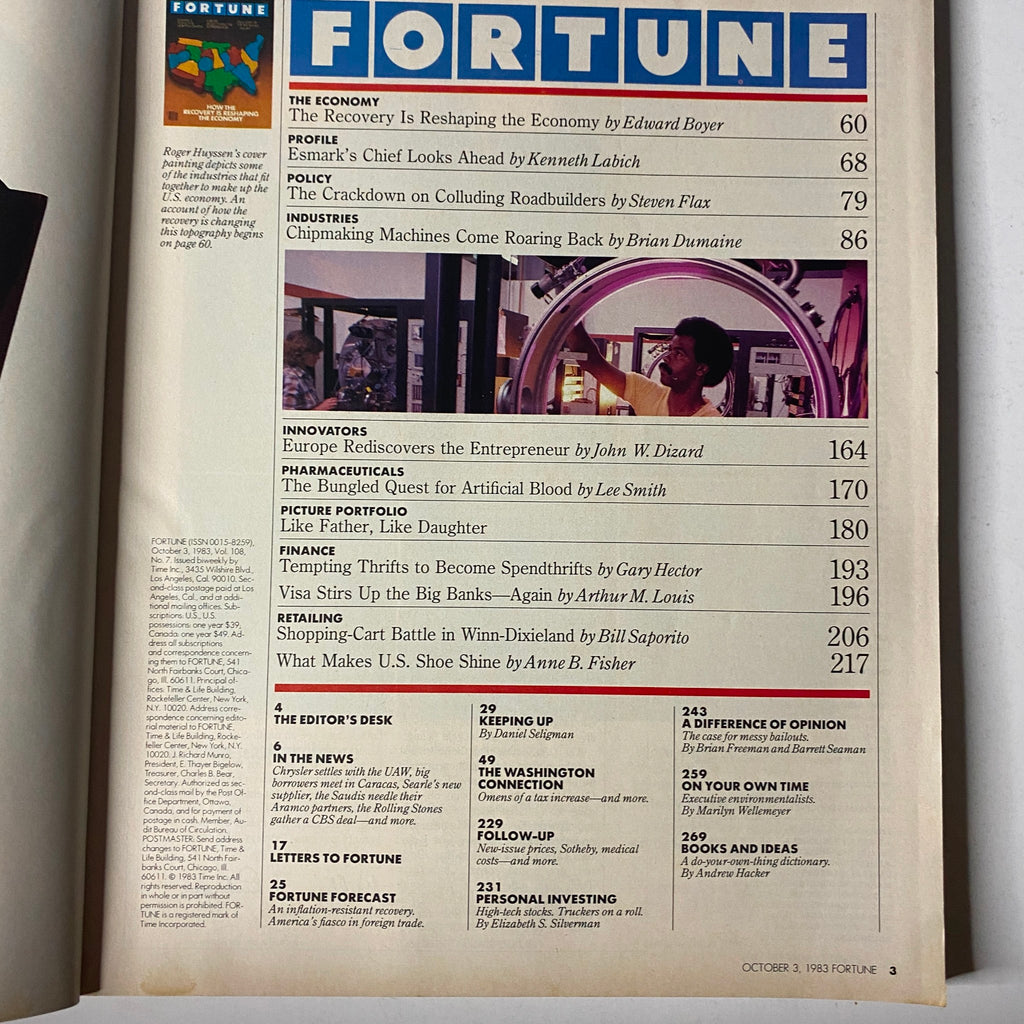 FORTUNE
HOW THE
RECOVERY IS RESHAPING
THE ECONOMY
Roger Huyssen's cover
painting depicts some
of the industries that fit
together to make up the
U.S. economy. An
account of how the
recovery is changing
this topography begins
on page 60.
FORTUNE
THE ECONOMY
The Recovery Is Reshaping the Economy by Edward Boyer 60
PROFILE
Esmark's Chief Looks Ahead by Kenneth Labich 68
POLICY
The Crackdown on Colluding Roadbuilders by Steven Flax 79
INDUSTRIES
Chipmaking Machines Come Roaring Back by Brian Dumaine 86
INNOVATORS
Europe Rediscovers the Entrepreneur by John W. Dizard 164
PHARMACEUTICALS
The Bungled Quest for Artificial Blood by Lee Smith 170
PICTURE PORTFOLIO
Like Father, Like Daughter 180
FINANCE
Tempting Thrifts to Become Spendthrifts by Gary Hector 193
Visa Stirs Up the Big Banks—Again by Arthur M. Louis 196
RETAILING
Shopping-Cart Battle in Winn-Dixieland by Bill Saporito 206
What Makes U.S. Shoe Shine by Anne B. Fisher 217
FORTUNE (ISSN 0015-8259),
October 3, 1983, Vol. 108,
No. 7. Issued biweekly by
Time Inc., 3435 Wilshire Blvd.,
Los Angeles, Cal. 90010. Sec-
ond-class postage paid at Los
Angeles, Cal., and at addi-
tional mailing offices. Sub-
scriptions: U.S., U.S.
possessions: one year $39,
Canada: one year $49. Ad-
dress all subscriptions
and correspondence concern-
ing them to FORTUNE, 541
North Fairbanks Court, Chica-
go, Ill. 60611. Principal of-
fices: Time & Life Building,
Rockefeller Center, New York,
N.Y. 10020. Address corre-
spondence concerning edito-
rial material to FORTUNE,
Time & Life Building, Rocke-
feller Center, New York, N.Y.
10020. J. Richard Munro,
President, E. Thayer Bigelow,
Treasurer, Charles B. Bear,
Secretary. Authorized as sec-
ond-class mail by the Post Of-
fice Department, Ottawa,
Canada, and for payment of
postage in cash. Member, Au-
dit Bureau of Circulation.
POSTMASTER: Send address
changes to FORTUNE, Time &
Life Building, 541 North Fair-
banks Court, Chicago, Ill.
60611. © 1983 Time Inc. All
rights reserved. Reproduction
in whole or in part without
permission is prohibited. FOR-
TUNE is a registered mark of
Time Incorporated.
4
THE EDITOR'S DESK
6
IN THE NEWS
Chrysler settles with the UAW, big
borrowers meet in Caracas, Searle's new
supplier, the Saudis needle their
Aramco partners, the Rolling Stones
gather a CBS deal—and more.
17
LETTERS TO FORTUNE
25
FORTUNE FORECAST
An inflation-resistant recovery.
America's fiasco in foreign trade.
29
KEEPING UP
By Daniel Seligman
49
THE WASHINGTON
CONNECTION
Omens of a tax increase—and more.
229
FOLLOW-UP
New-issue prices, Sotheby, medical
costs—and more.
231
PERSONAL INVESTING
High-tech stocks. Truckers on a roll.
By Elizabeth S. Silverman
243
A DIFFERENCE OF OPINION
The case for messy bailouts.
By Brian Freeman and Barrett Seaman
259
ON YOUR OWN TIME
Executive environmentalists.
By Marilyn Wellemeyer
269
BOOKS AND IDEAS
A do-your-own-thing dictionary.
By Andrew Hacker
OCTOBER 3, 1983 FORTUNE 3